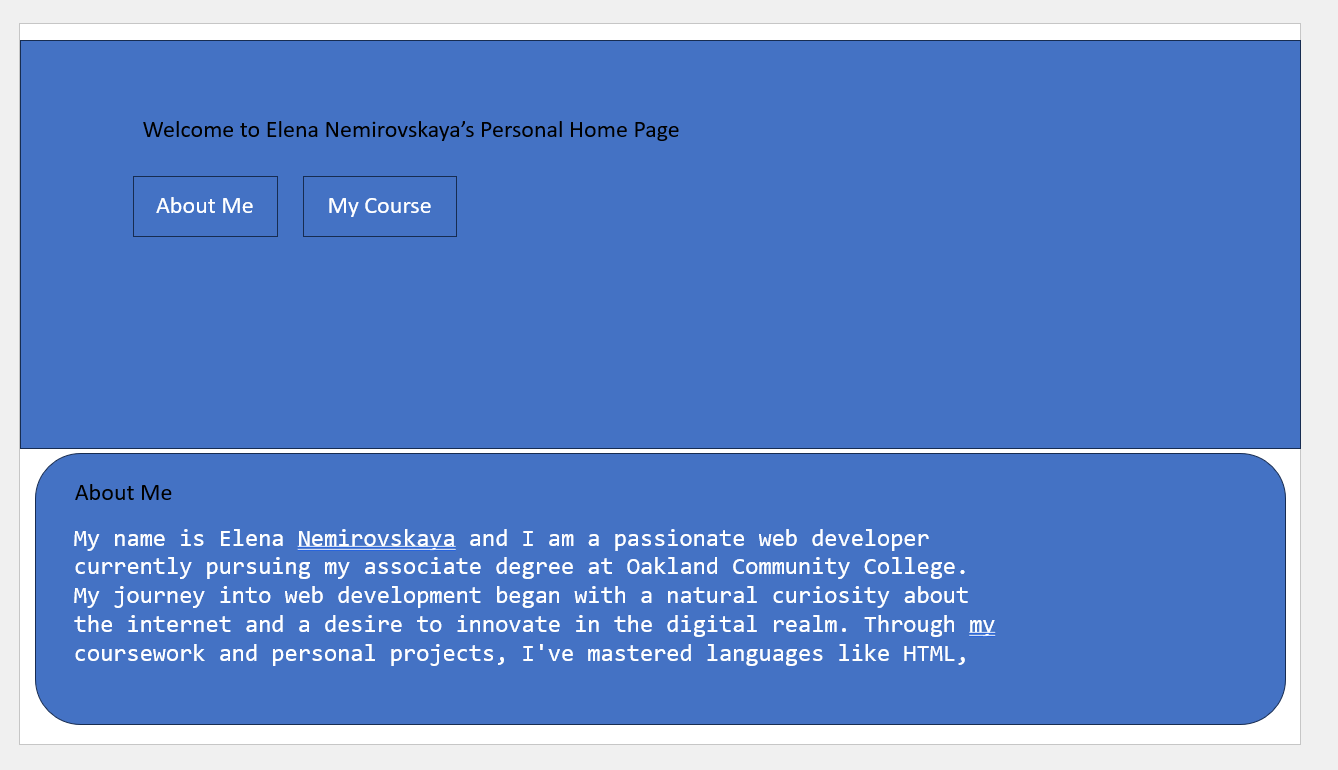 Welcome to Elena Nemirovskaya’s Personal Home Page
About Me
My Course
About Me
My name is Elena Nemirovskaya and I am a passionate web developer
currently pursuing my associate degree at Oakland Community College.
My journey into web development began with a natural curiosity about
the internet and a desire to innovate in the digital realm. Through my
coursework and personal projects, I've mastered languages like HTML,